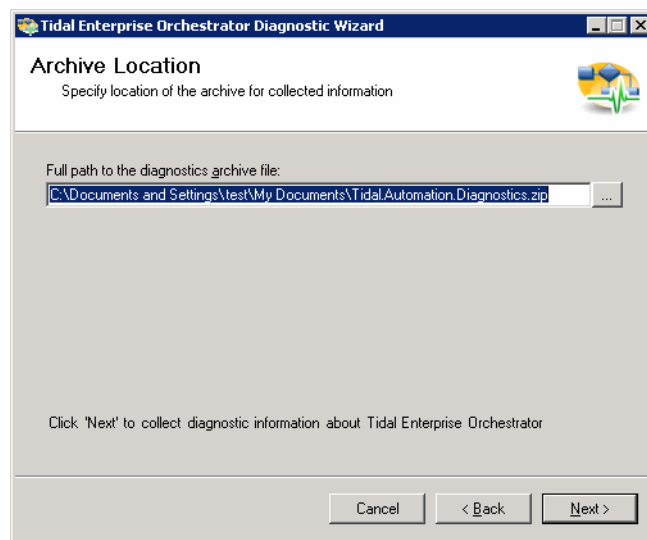 Tidal Enterprise Orchestrator Diagnostic Wizard
Archive Location
Specify location of the archive for collected information
Full path to the diagnostics archive file:
C:\Documents and Settings\test\My Documents\Tidal.Automation.Diagnostics.zip ...
Click 'Next' to collect diagnostic information about Tidal Enterprise Orchestrator
Cancel < Back Next >